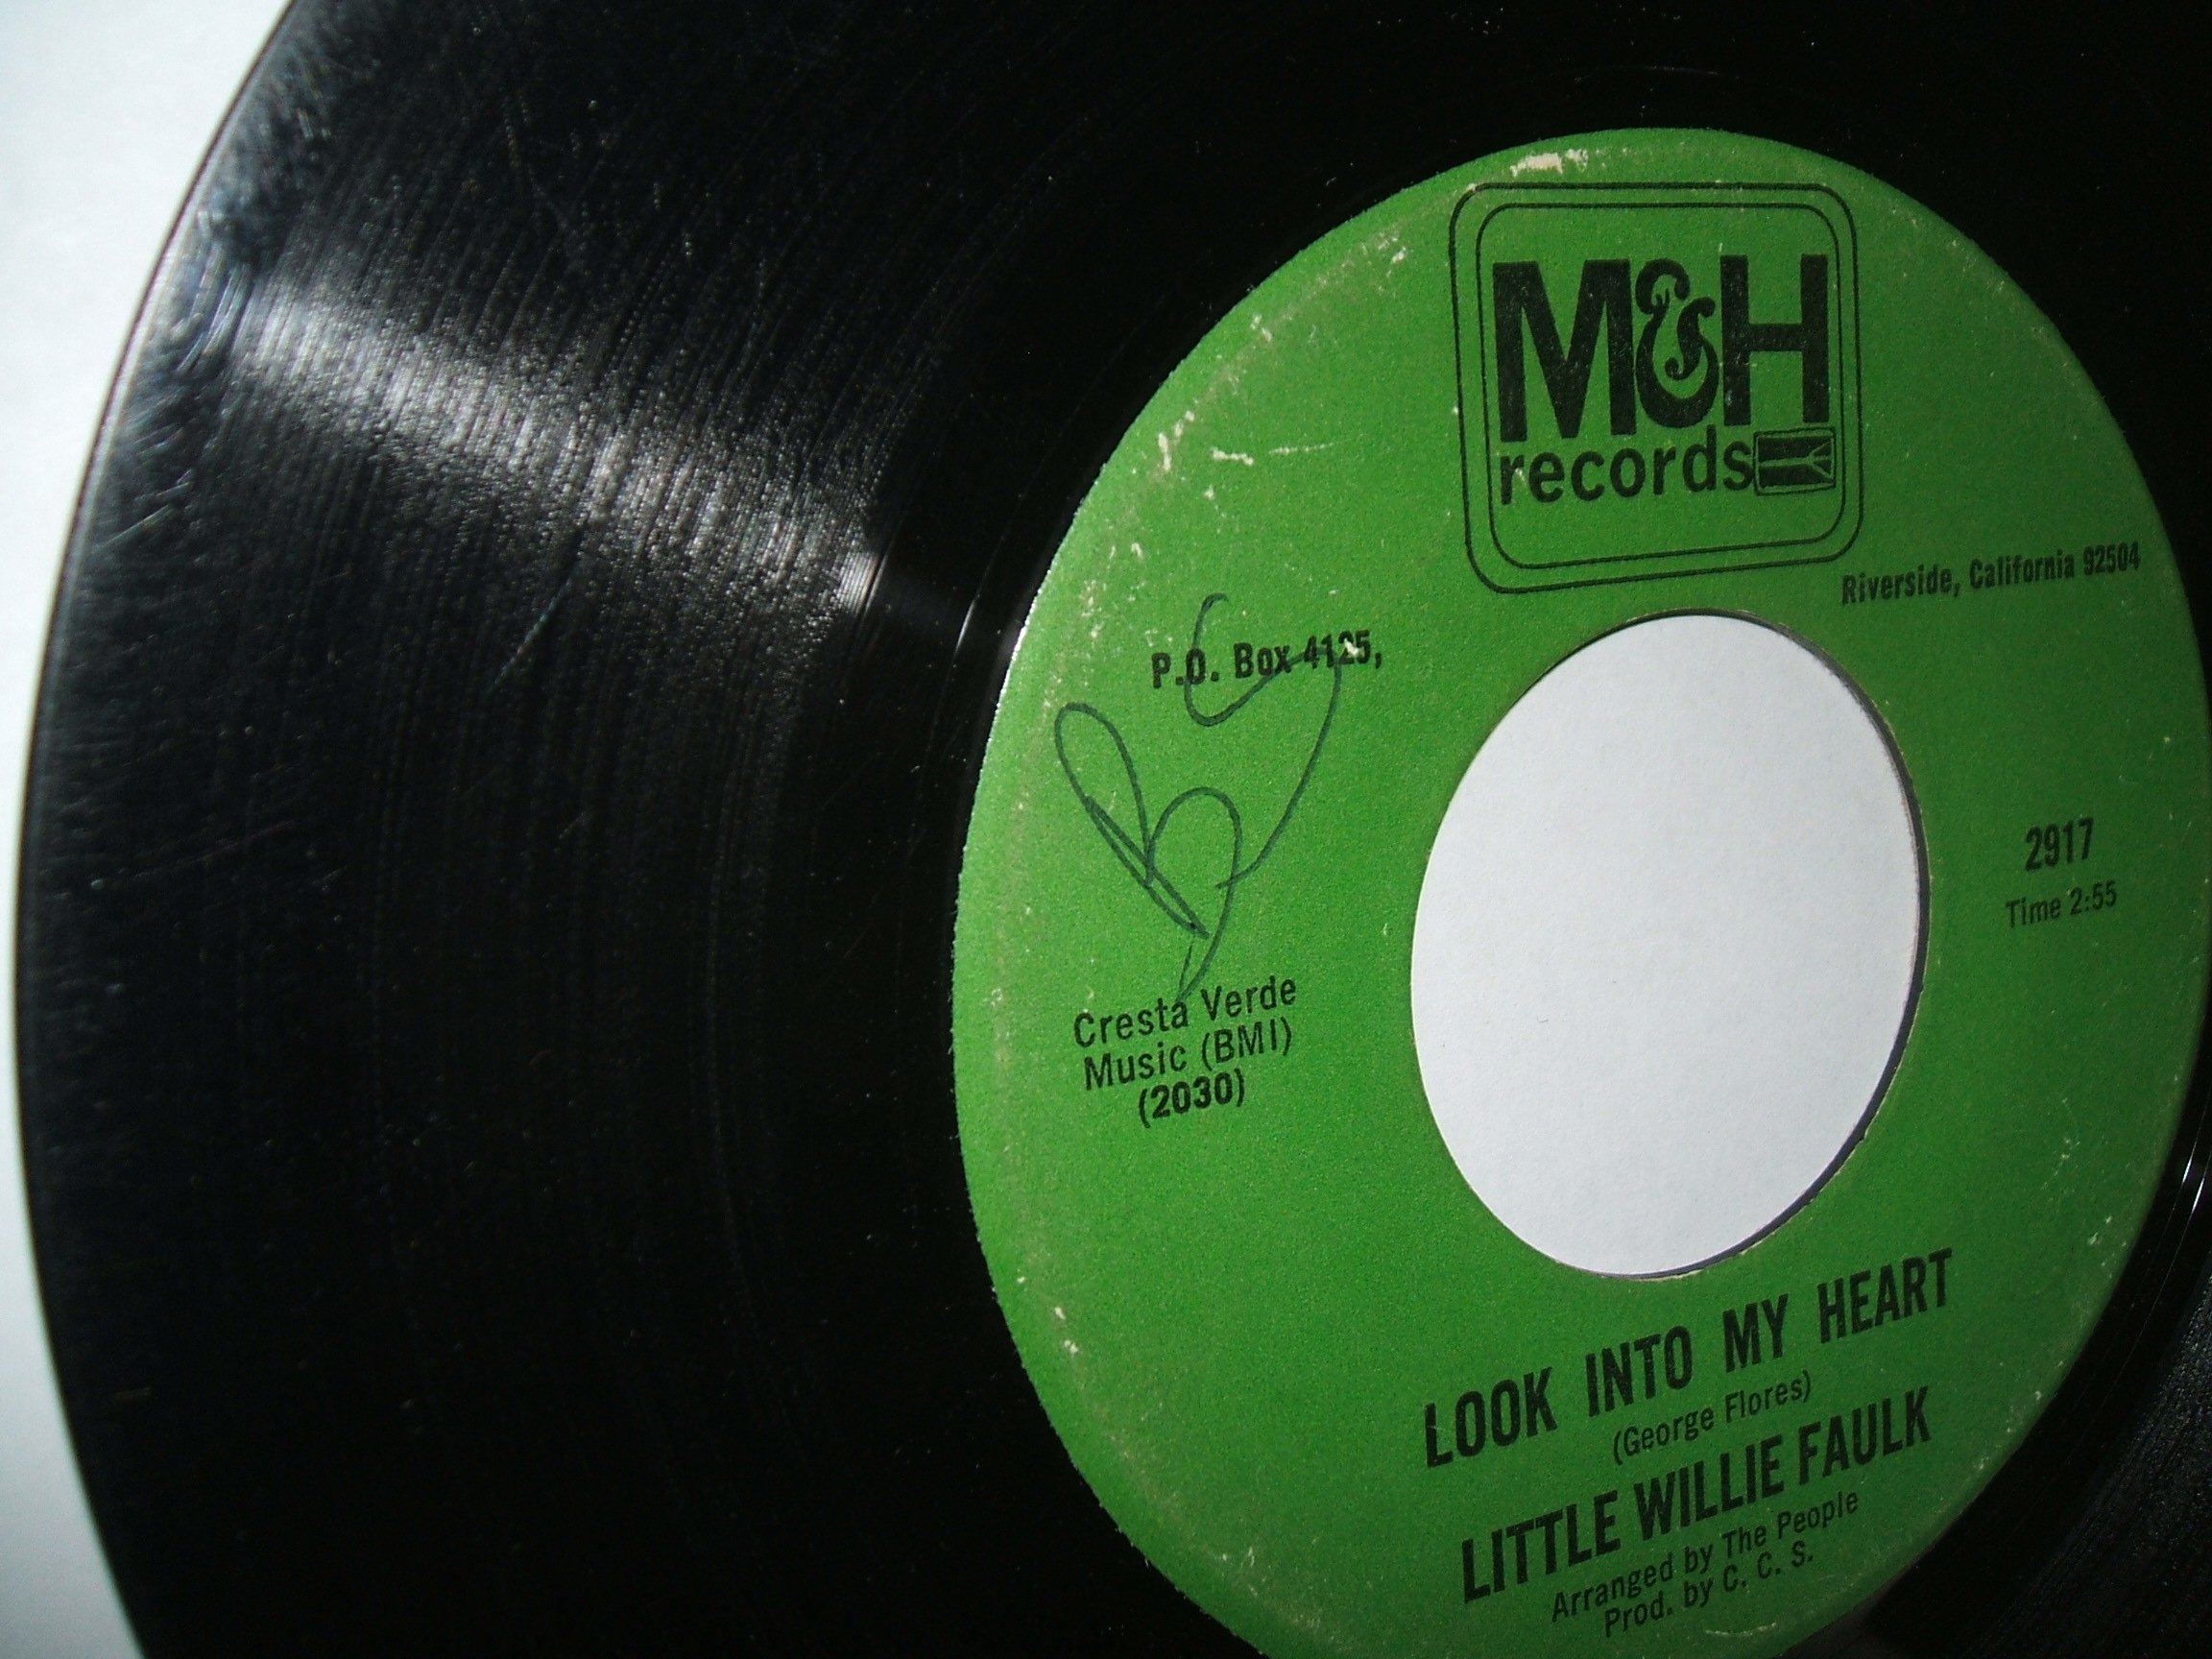 M&H
records
P.O. Box 4125,
Riverside, California 92504
Cresta Verde
Music (BMI)
(2030)
2917
Time 2:55
LOOK INTO MY HEART
(George Flores)
LITTLE WILLIE FAULK
Arranged by The People
Prod. by C. C. S.